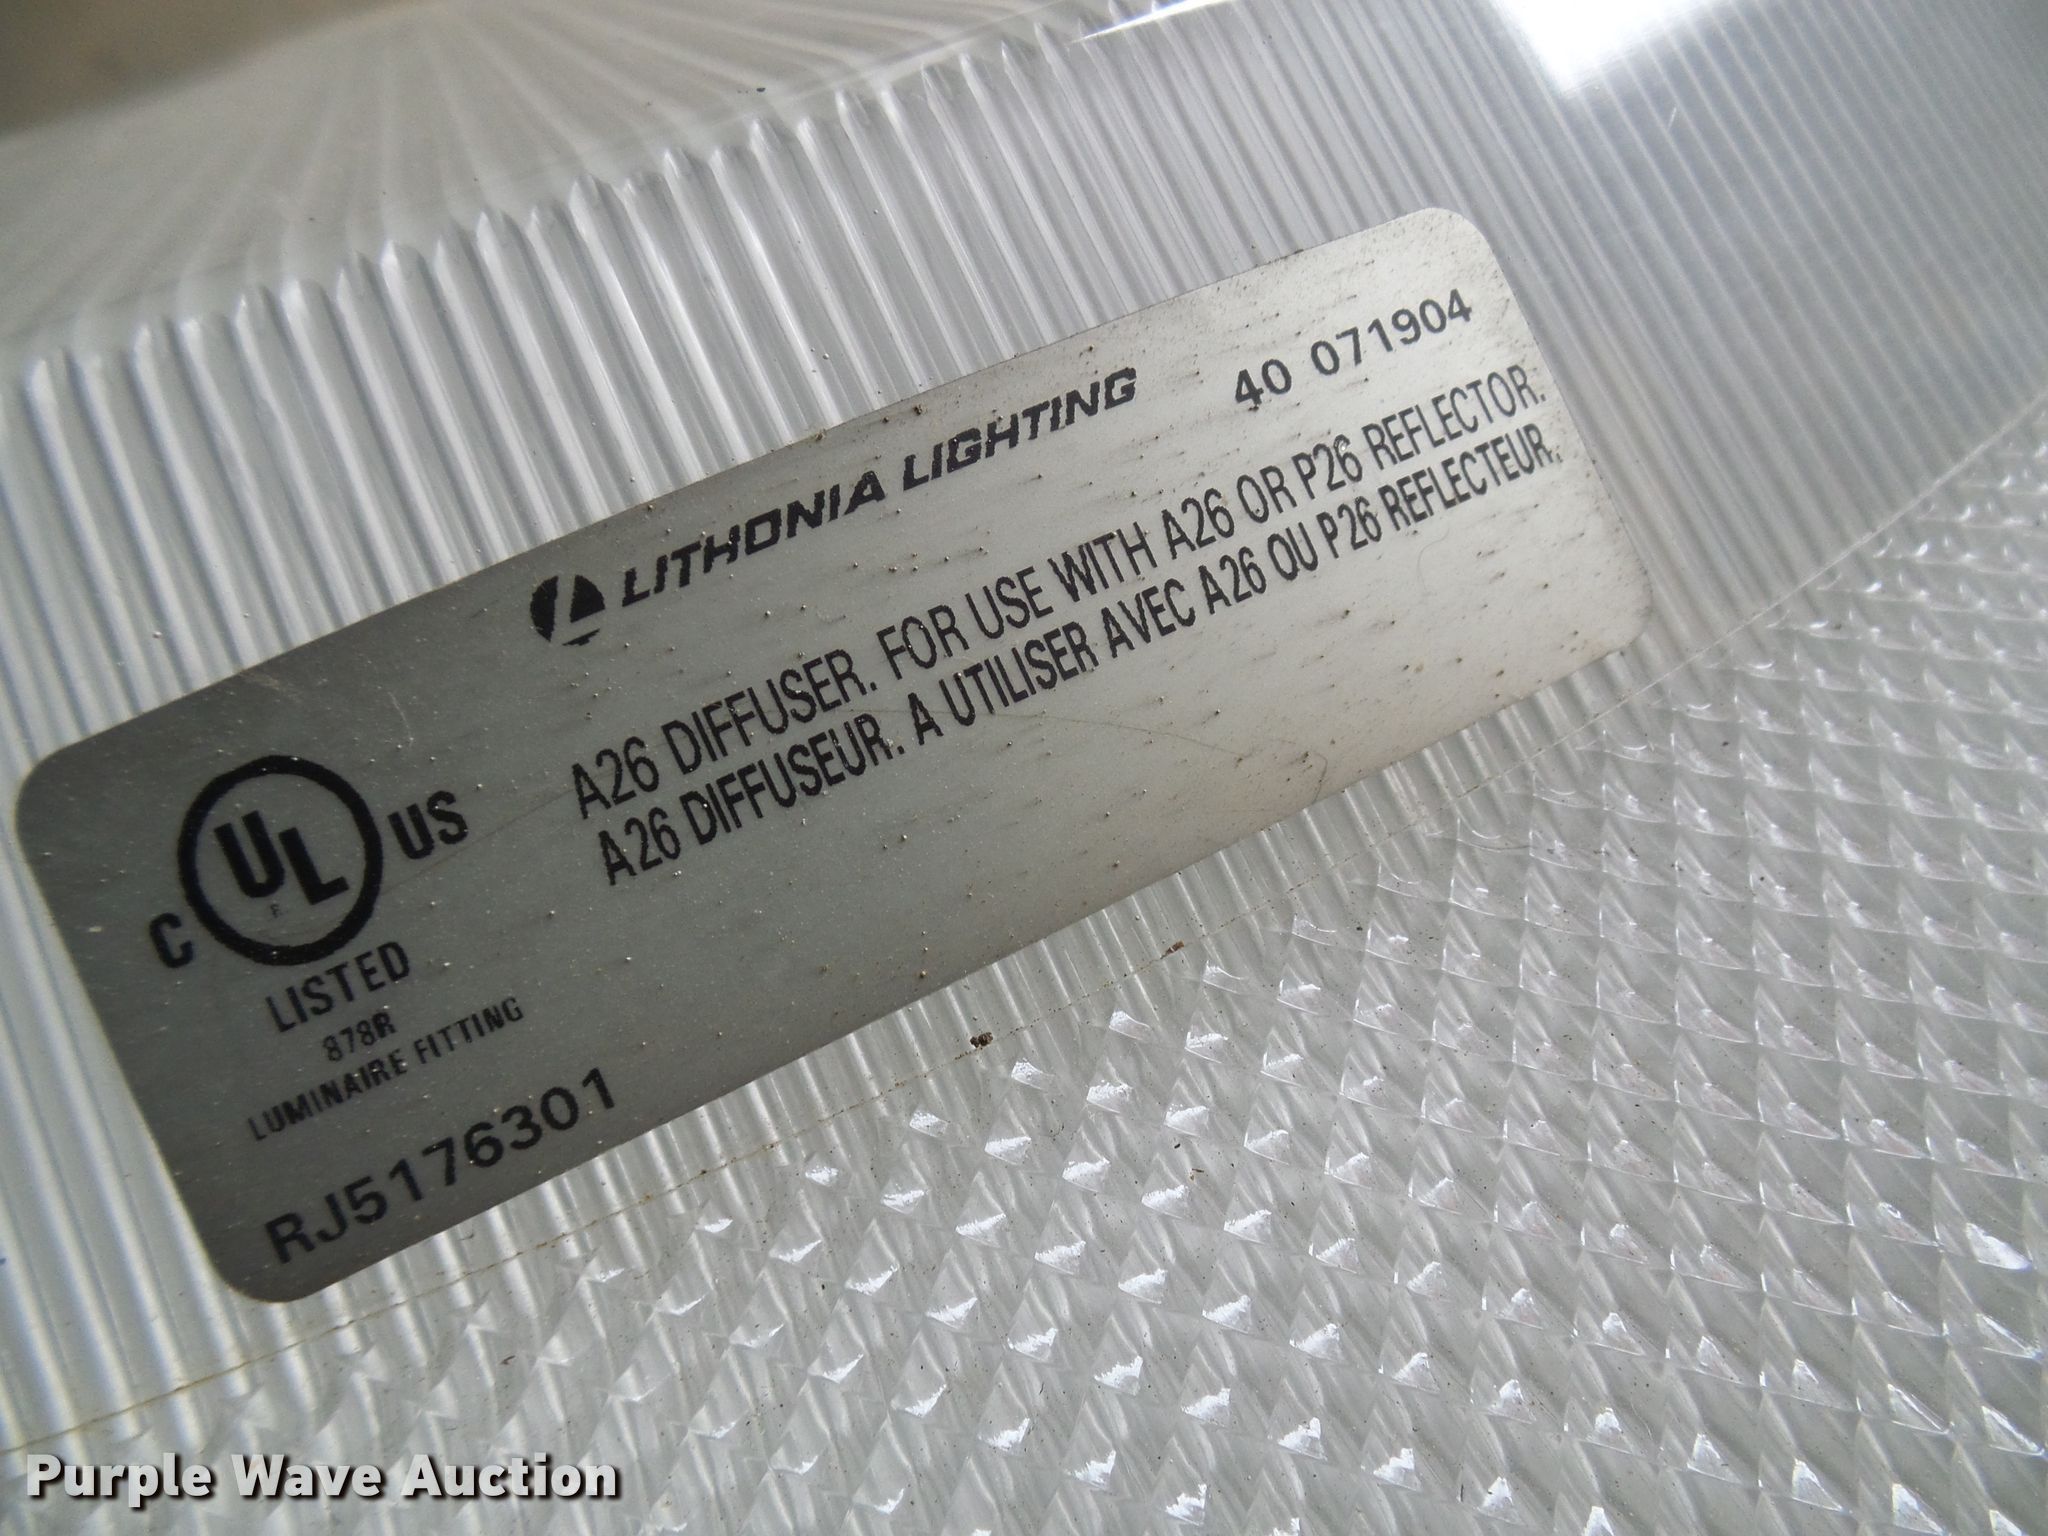 LITHONIA LIGHTING 40 071904
A26 DIFFUSER. FOR USE WITH A26 OR P26 REFLECTOR.
A26 DIFFUSEUR. A UTILISER AVEC A26 OU P26 REFLECTEUR.
C UL US
LISTED
878R
LUMINAIRE FITTING
RJ5176301
Purple Wave Auction